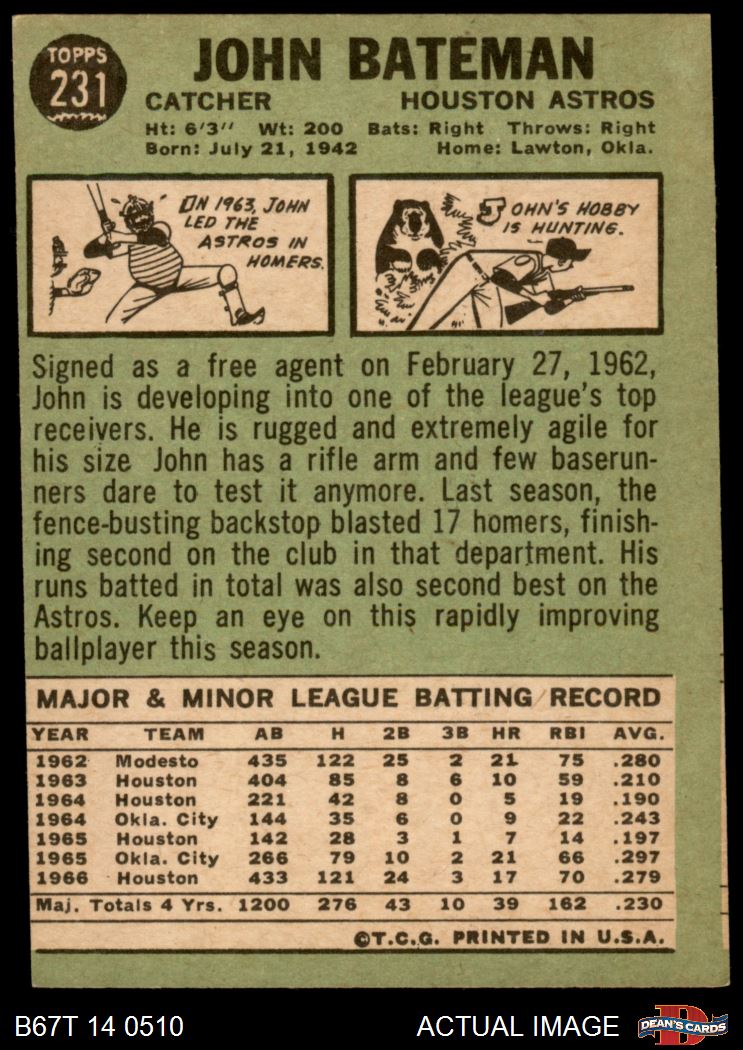 TOPPS
231
JOHN BATEMAN
CATCHER HOUSTON ASTROS
Ht: 6'3" Wt: 200 Bats: Right Throws: Right
Born: July 21, 1942 Home: Lawton, Okla.
IN 1963, JOHN
LED THE
ASTROS IN
HOMERS.
JOHN'S HOBBY
IS HUNTING.
Signed as a free agent on February 27, 1962,
John is developing into one of the league's top
receivers. He is rugged and extremely agile for
his size John has a rifle arm and few baserun-
ners dare to test it anymore. Last season, the
fence-busting backstop blasted 17 homers, finish-
ing second on the club in that department. His
runs batted in total was also second best on the
Astros. Keep an eye on this rapidly improving
ballplayer this season.
MAJOR & MINOR LEAGUE BATTING RECORD
YEAR TEAM AB H 2B 3B HR RBI AVG.
1962 Modesto 435 122 25 2 21 75 .280
1963 Houston 404 85 8 6 10 59 .210
1964 Houston 221 42 8 0 5 19 .190
1964 Okla. City 144 35 6 0 9 22 .243
1965 Houston 142 28 3 1 7 14 .197
1965 Okla. City 266 79 10 2 21 66 .297
1966 Houston 433 121 24 3 17 70 .279
Maj. Totals 4 Yrs. 1200 276 43 10 39 162 .230
©T.C.G. PRINTED IN U.S.A.
B67T 14 0510 ACTUAL IMAGE
D
DEAN'S CARDS